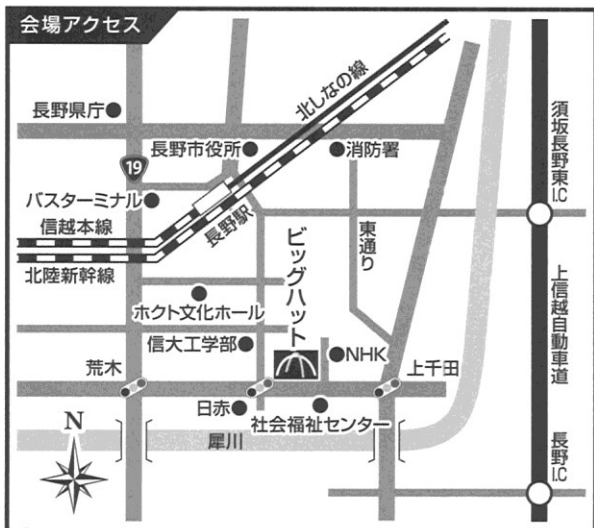 会場アクセス
北しなの線
長野県庁
須坂長野東I.C
長野市役所
消防署
19
バスターミナル
信越本線
長野駅
東通り
北陸新幹線
ビッグハット
上信越自動車道
ホクト文化ホール
信大工学部
NHK
荒木
上千田
日赤
社会福祉センター
N
犀川
長野I.C